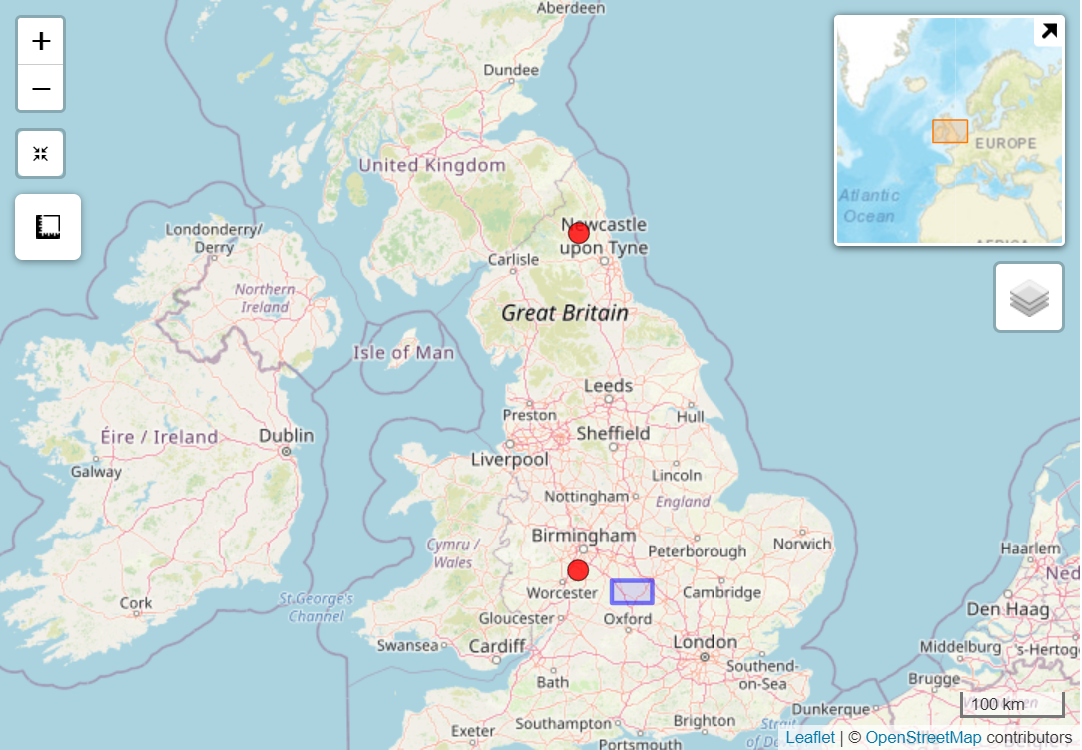 Aberdeen
+
Dundee
−
United Kingdom
EUROPE
Atlantic
Ocean
Londonderry/
Derry
Newcastle
upon Tyne
Carlisle
Northern
Ireland
Great Britain
Isle of Man
Leeds
Preston
Hull
Éire / Ireland
Dublin
Sheffield
Liverpool
Galway
Lincoln
Nottingham
England
Birmingham
Cymru /
Wales
Peterborough
Norwich
Haarlem
Worcester
Cambridge
St George's
Channel
Cork
Den Haag
Gloucester
Oxford
Swansea
Cardiff
London
Middelburg
Southend-
on-Sea
Bath
Brugge
100 km
Dunkerque
Exeter
Southampton
Brighton
Portsmouth
Leaflet | © OpenStreetMap contributors